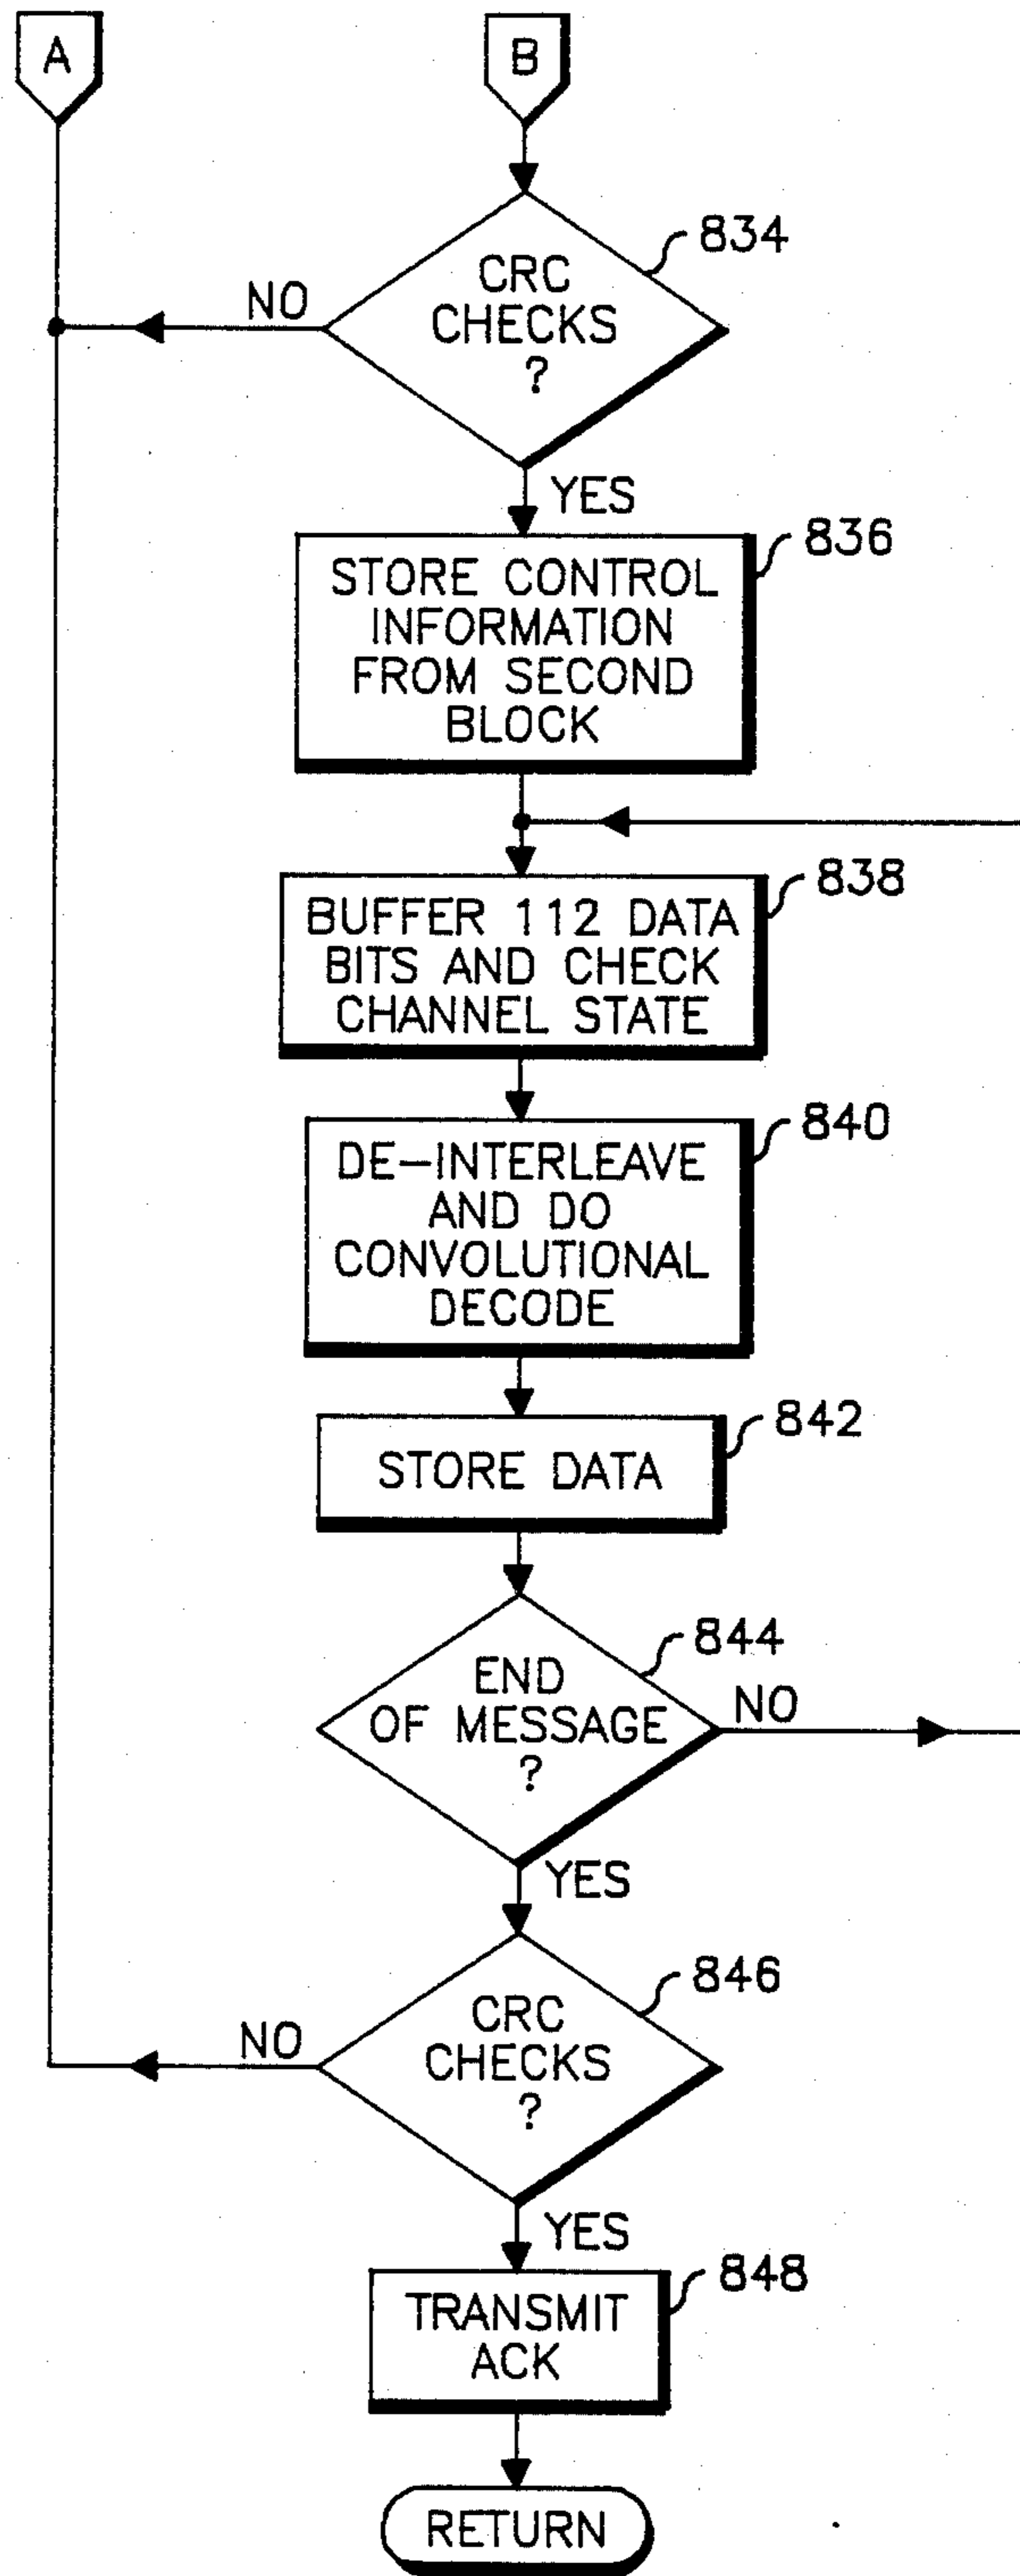 A
B
834
CRC
CHECKS
?
NO
YES
836
STORE CONTROL
INFORMATION
FROM SECOND
BLOCK
838
BUFFER 112 DATA
BITS AND CHECK
CHANNEL STATE
840
DE-INTERLEAVE
AND DO
CONVOLUTIONAL
DECODE
842
STORE DATA
844
END
OF MESSAGE
?
NO
YES
846
CRC
CHECKS
?
NO
YES
848
TRANSMIT
ACK
RETURN